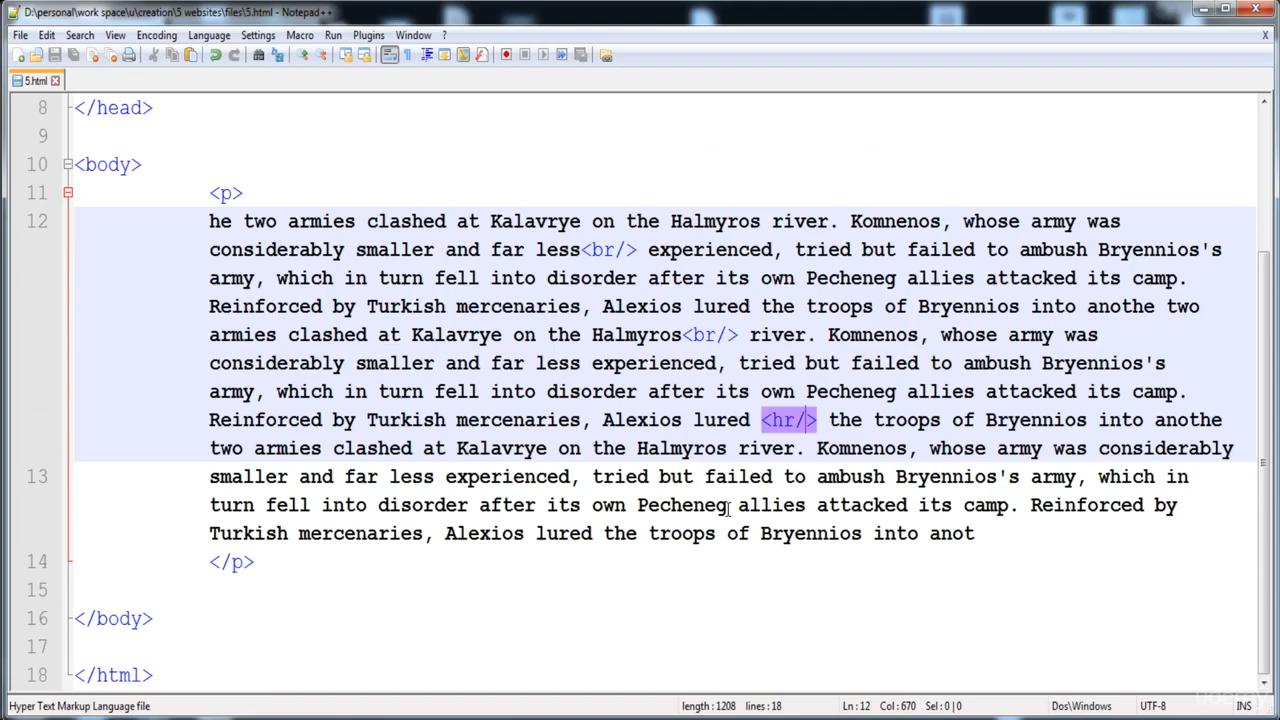 D:\personal\work space\u\creation\5 websites\files\5.html - Notepad++
File Edit Search View Encoding Language Settings Macro Run Plugins Window ? X
5.html
8 </head>
9
10 <body>
11 <p>
12 he two armies clashed at Kalavrye on the Halmyros river. Komnenos, whose army was
considerably smaller and far less<br/> experienced, tried but failed to ambush Bryennios's
army, which in turn fell into disorder after its own Pecheneg allies attacked its camp.
Reinforced by Turkish mercenaries, Alexios lured the troops of Bryennios into anothe two
armies clashed at Kalavrye on the Halmyros<br/> river. Komnenos, whose army was
considerably smaller and far less experienced, tried but failed to ambush Bryennios's
army, which in turn fell into disorder after its own Pecheneg allies attacked its camp.
Reinforced by Turkish mercenaries, Alexios lured <hr/> the troops of Bryennios into anothe
two armies clashed at Kalavrye on the Halmyros river. Komnenos, whose army was considerably
13 smaller and far less experienced, tried but failed to ambush Bryennios's army, which in
turn fell into disorder after its own Pecheneg allies attacked its camp. Reinforced by
Turkish mercenaries, Alexios lured the troops of Bryennios into anot
14 </p>
15
16 </body>
17
18 </html>
Hyper Text Markup Language file length : 1208 lines : 18 Ln : 12 Col : 670 Sel : 0 | 0 Dos\Windows UTF-8 INS
udemy